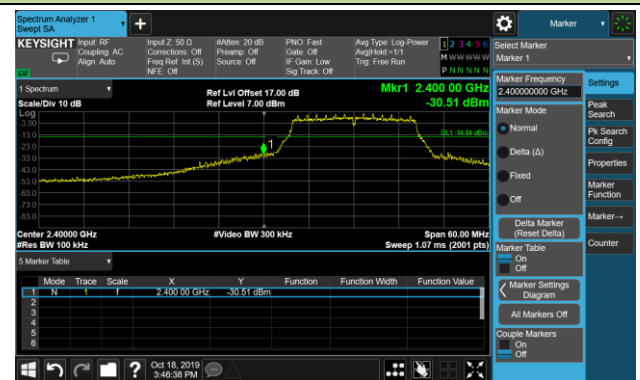 Spectrum Analyzer 1
Swept SA
Marker
KEYSIGHT
Input: RF
Coupling: AC
Align: Auto
Input Z: 50 Ω
Corrections: Off
Freq Ref: Int (S)
NFE: Off
#Atten: 20 dB
Preamp: Off
Source: Off
PNO: Fast
Gate: Off
IF Gain: Low
Sig Track: Off
Avg Type: Log-Power
Avg|Hold:>1/1
Trig: Free Run
1 2 3 4 5 6
M W W W W W
P N N N N N
LXI
Select Marker
Marker 1
1 Spectrum
Scale/Div 10 dB
Ref Lvl Offset 17.00 dB
Ref Level 7.00 dBm
Mkr1 2.400 00 GHz
-30.51 dBm
Log
-3.00
-13.0
-23.0
-33.0
-43.0
-53.0
-63.0
-73.0
-83.0
DL1 -14.94 dBm
1
Center 2.40000 GHz
#Res BW 100 kHz
#Video BW 300 kHz
Span 60.00 MHz
Sweep 1.07 ms (2001 pts)
5 Marker Table
Mode Trace Scale X Y Function Function Width Function Value
1 N 1 f 2.400 00 GHz -30.51 dBm
2
3
4
5
6
Marker Frequency
2.400000000 GHz
Marker Mode
Normal
Delta (Δ)
Fixed
Off
Delta Marker
(Reset Delta)
Marker Table
On
Off
Marker Settings
Diagram
All Markers Off
Couple Markers
On
Off
Settings
Peak
Search
Pk Search
Config
Properties
Marker
Function
Marker→
Counter
?
Oct 18, 2019
3:46:38 PM